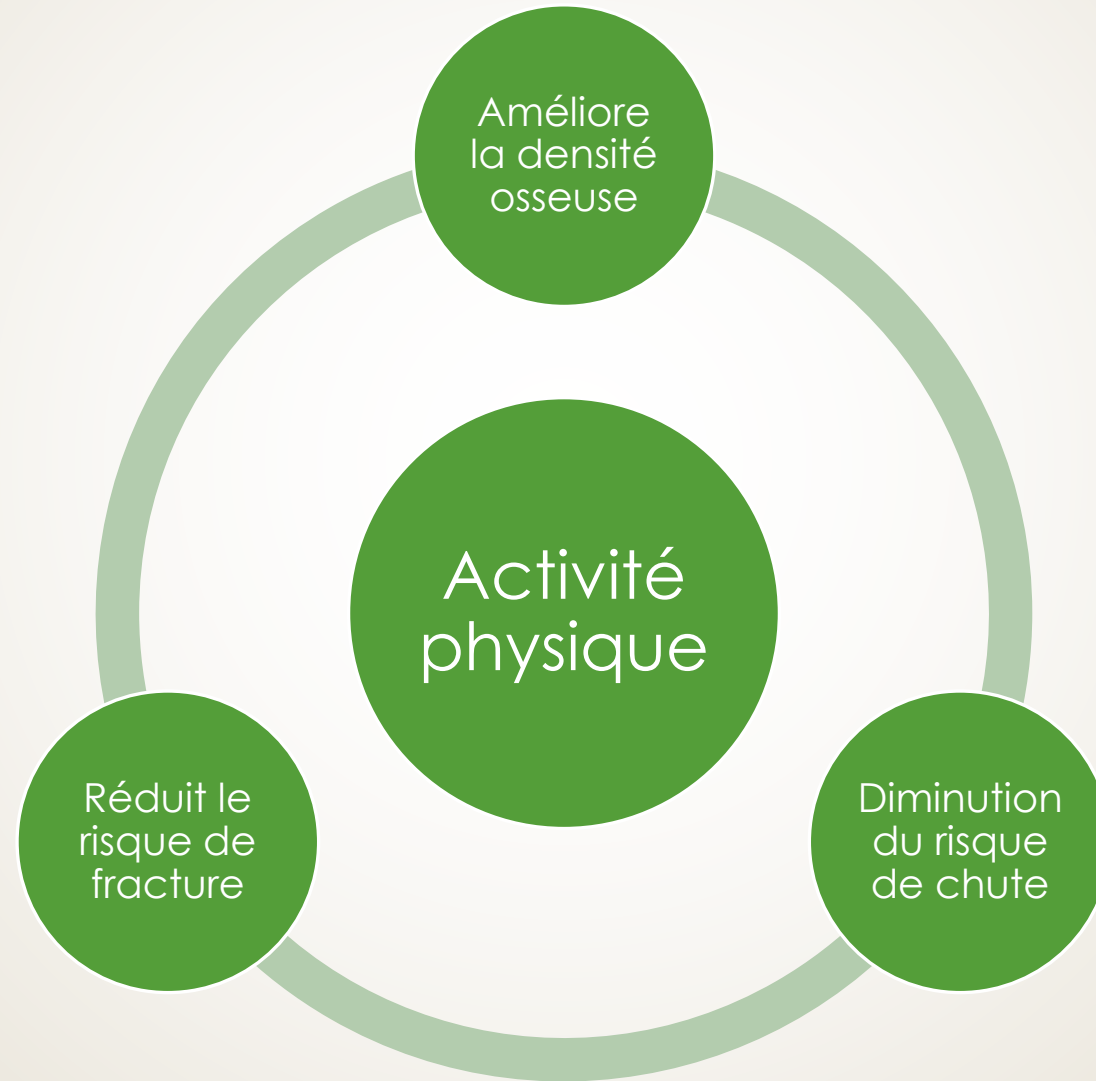 Améliore
la densité
osseuse
Activité
physique
Réduit le
risque de
fracture
Diminution
du risque
de chute